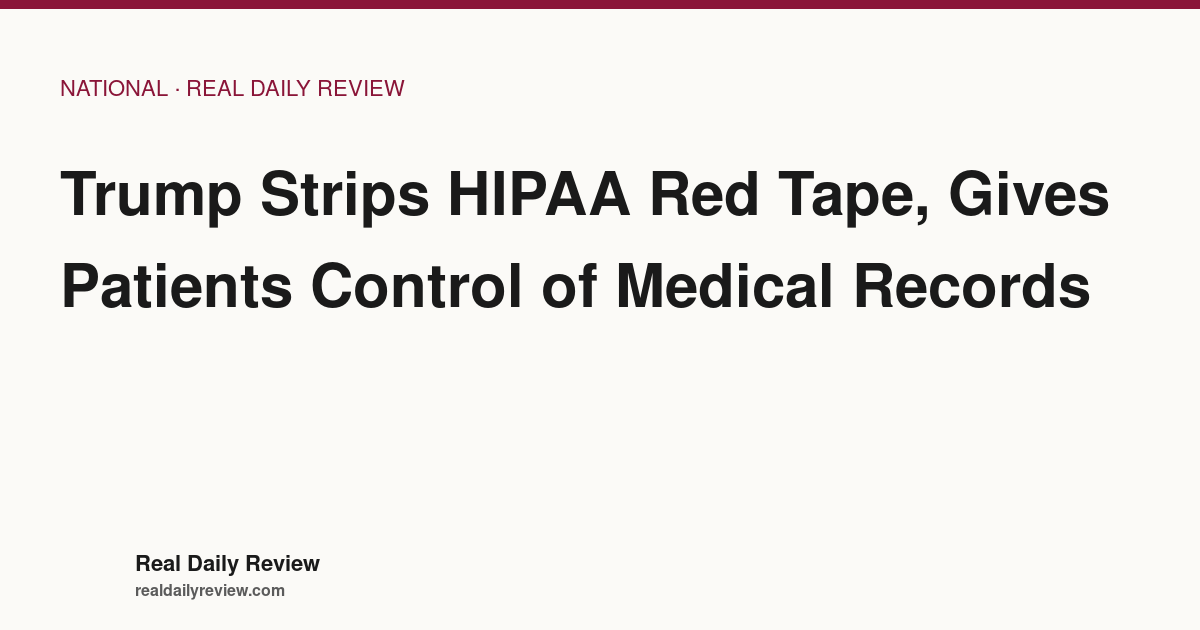 NATIONAL · REAL DAILY REVIEW
Trump Strips HIPAA Red Tape, Gives
Patients Control of Medical Records
Real Daily Review
realdailyreview.com